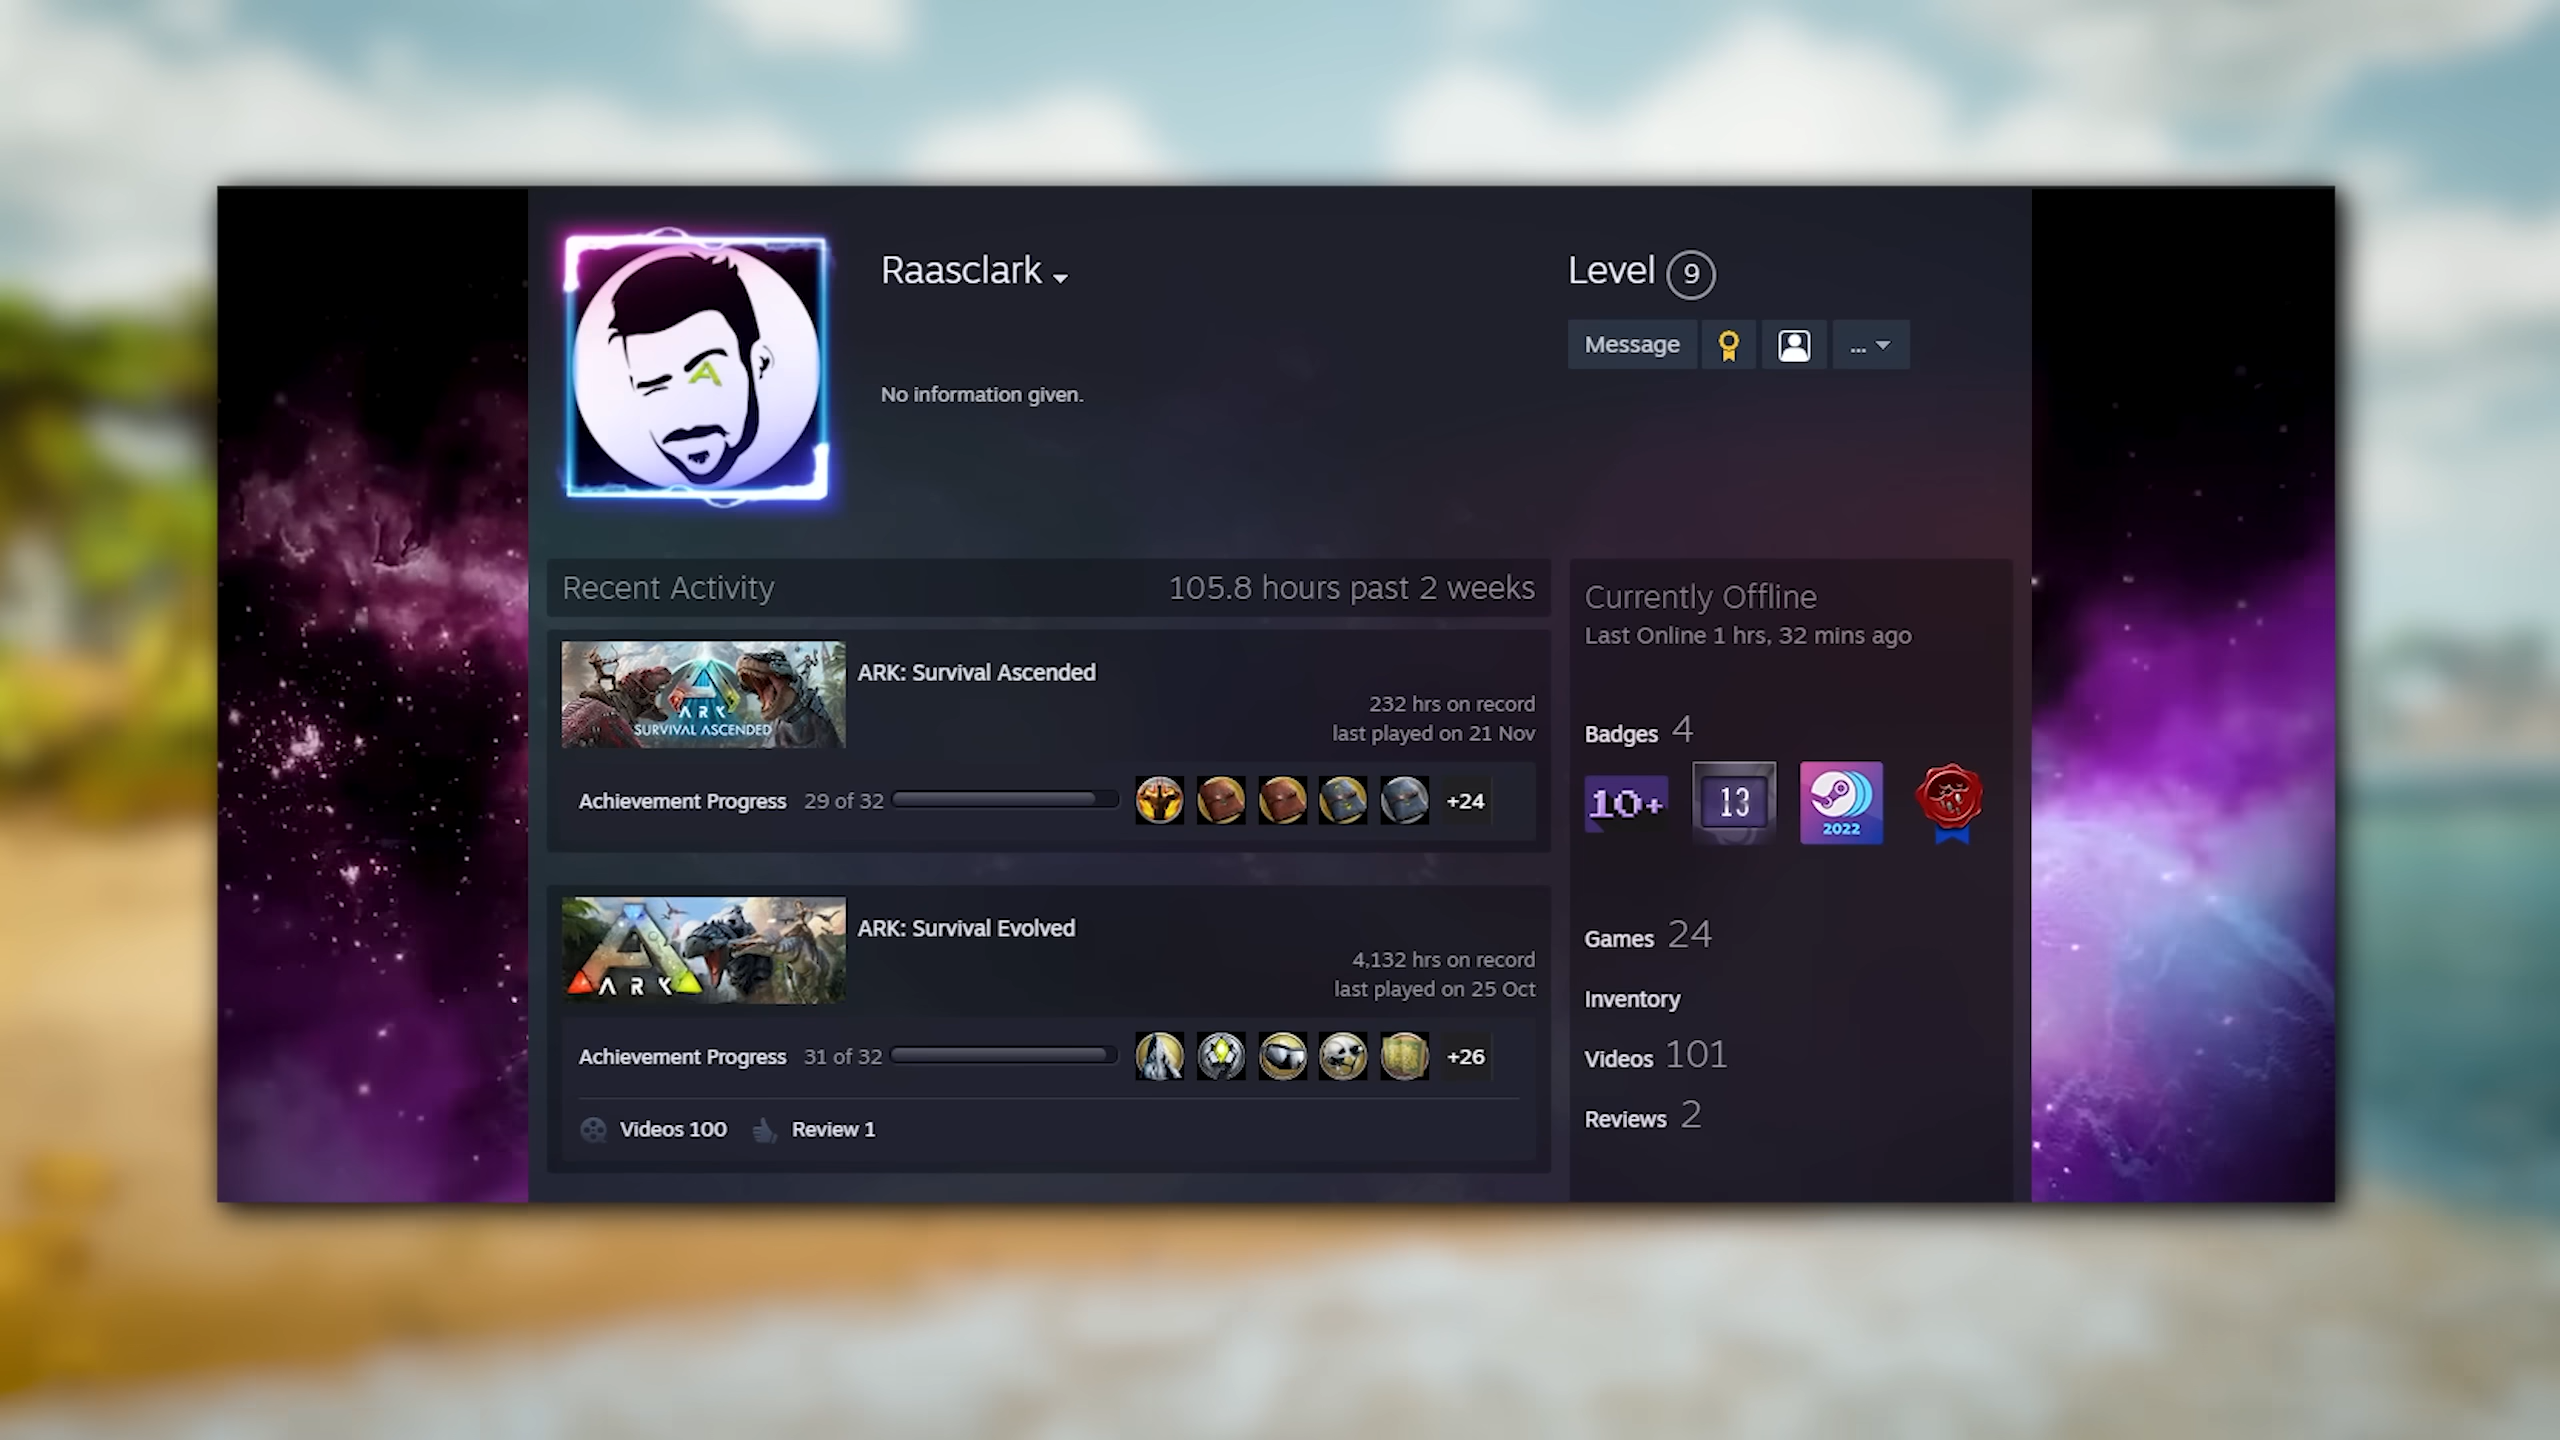 Raasclark
No information given.
Level 9
Message
...
Recent Activity
105.8 hours past 2 weeks
ARK
SURVIVAL ASCENDED
ARK: Survival Ascended
232 hrs on record
last played on 21 Nov
Achievement Progress 29 of 32
+24
ARK
ARK: Survival Evolved
4,132 hrs on record
last played on 25 Oct
Achievement Progress 31 of 32
+26
Videos 100
Review 1
Currently Offline
Last Online 1 hrs, 32 mins ago
Badges 4
10+
13
2022
Games 24
Inventory
Videos 101
Reviews 2